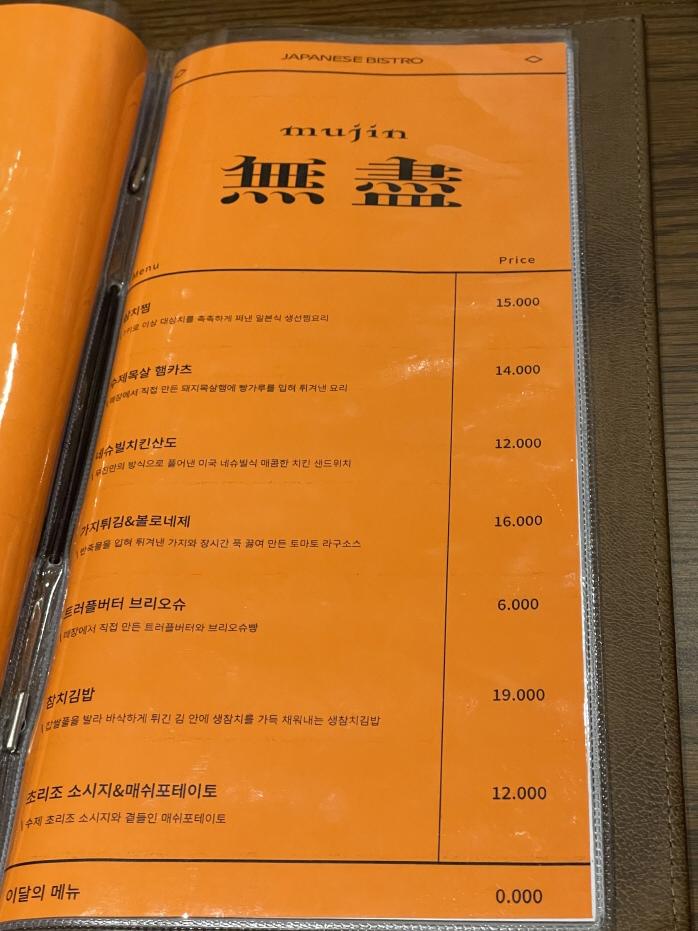 JAPANESE BISTRO
mujin
無盡
Menu
Price
삼치찜
15.000
이상 대삼치를 촉촉하게 쪄낸 일본식 생선찜요리
수제목살 햄카츠
14.000
\ 매장에서 직접 만든 돼지목살햄에 빵가루를 입혀 튀겨낸 요리
네슈빌치킨산도
12.000
\ 무진만의 방식으로 풀어낸 미국 네슈빌식 매콤한 치킨 샌드위치
가지튀김&볼로네제
16.000
\ 반죽물을 입혀 튀겨낸 가지와 장시간 푹 끓여 만든 토마토 라구소스
트러플버터 브리오슈
6.000
\ 매장에서 직접 만든 트러플버터와 브리오슈빵
참치김밥
19.000
\ 찹쌀풀을 발라 바삭하게 튀긴 김 안에 생참치를 가득 채워내는 생참치김밥
초리조 소시지&매쉬포테이토
12.000
\ 수제 초리조 소시지와 곁들인 매쉬포테이토
이달의 메뉴
0.000